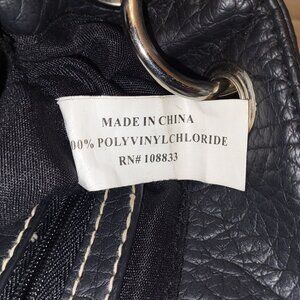 MADE IN CHINA
00% POLYVINYLCHLORIDE
RN# 108833